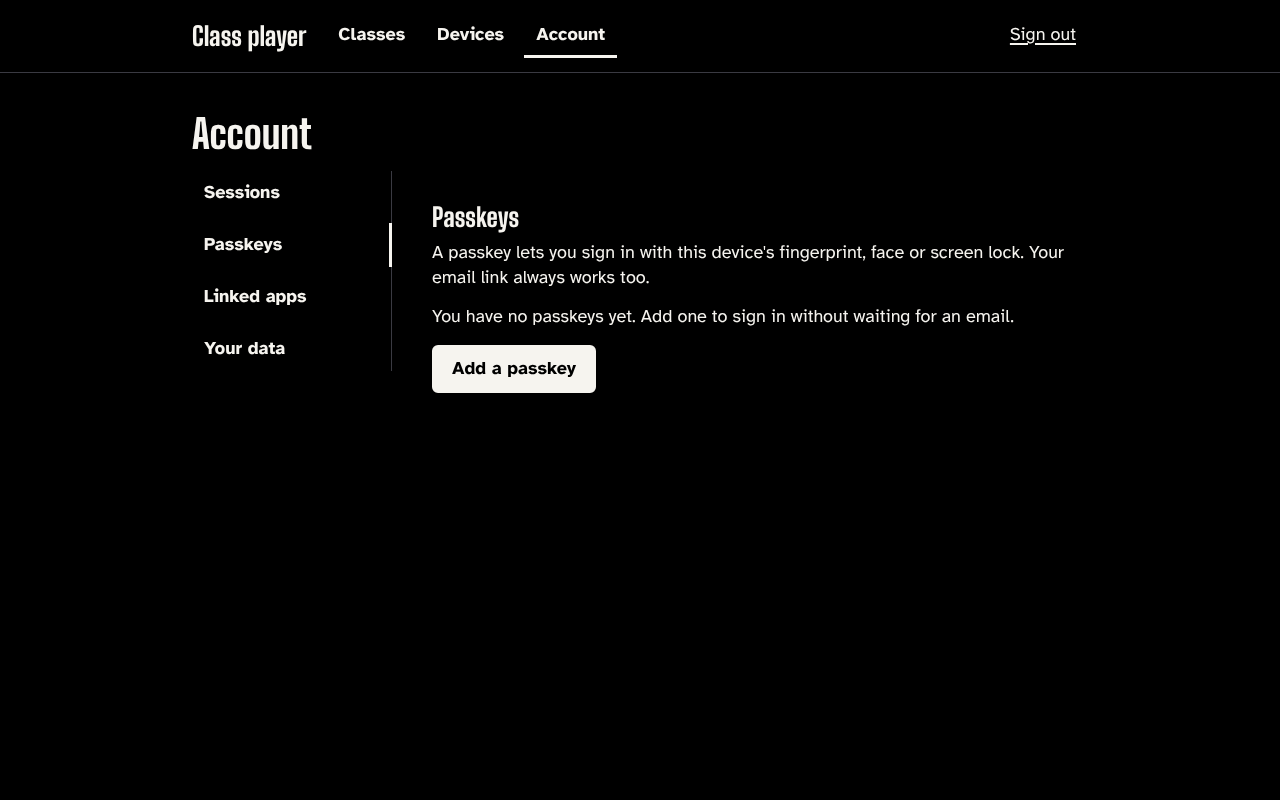 Class player
Classes
Devices
Account
Sign out
Account
Sessions
Passkeys
Linked apps
Your data
Passkeys
A passkey lets you sign in with this device's fingerprint, face or screen lock. Your
email link always works too.
You have no passkeys yet. Add one to sign in without waiting for an email.
Add a passkey